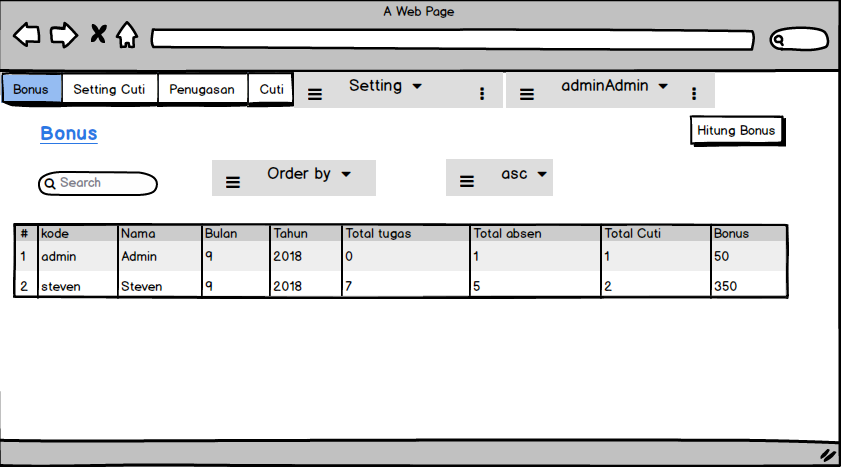 A Web Page
Bonus Setting Cuti Penugasan Cuti Setting adminAdmin
Bonus
Hitung Bonus
Search Order by asc
# kode Nama Bulan Tahun Total tugas Total absen Total Cuti Bonus
1 admin Admin 9 2018 0 1 1 50
2 steven Steven 9 2018 7 5 2 350